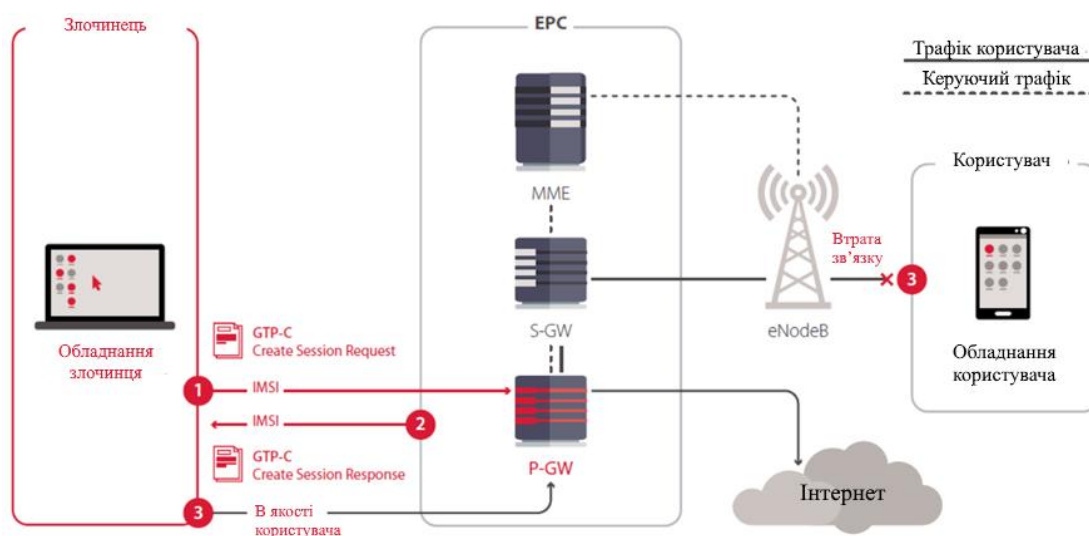 Злочинець
EPC
Трафік користувача
Керуючий трафік
MME
Користувач
Втрата
зв’язку
3
S-GW
eNodeB
Обладнання
злочинця
Обладнання
користувача
GTP-C
Create Session Request
1
IMSI
IMSI
2
GTP-C
Create Session Response
P-GW
Інтернет
3
В якості
користувача